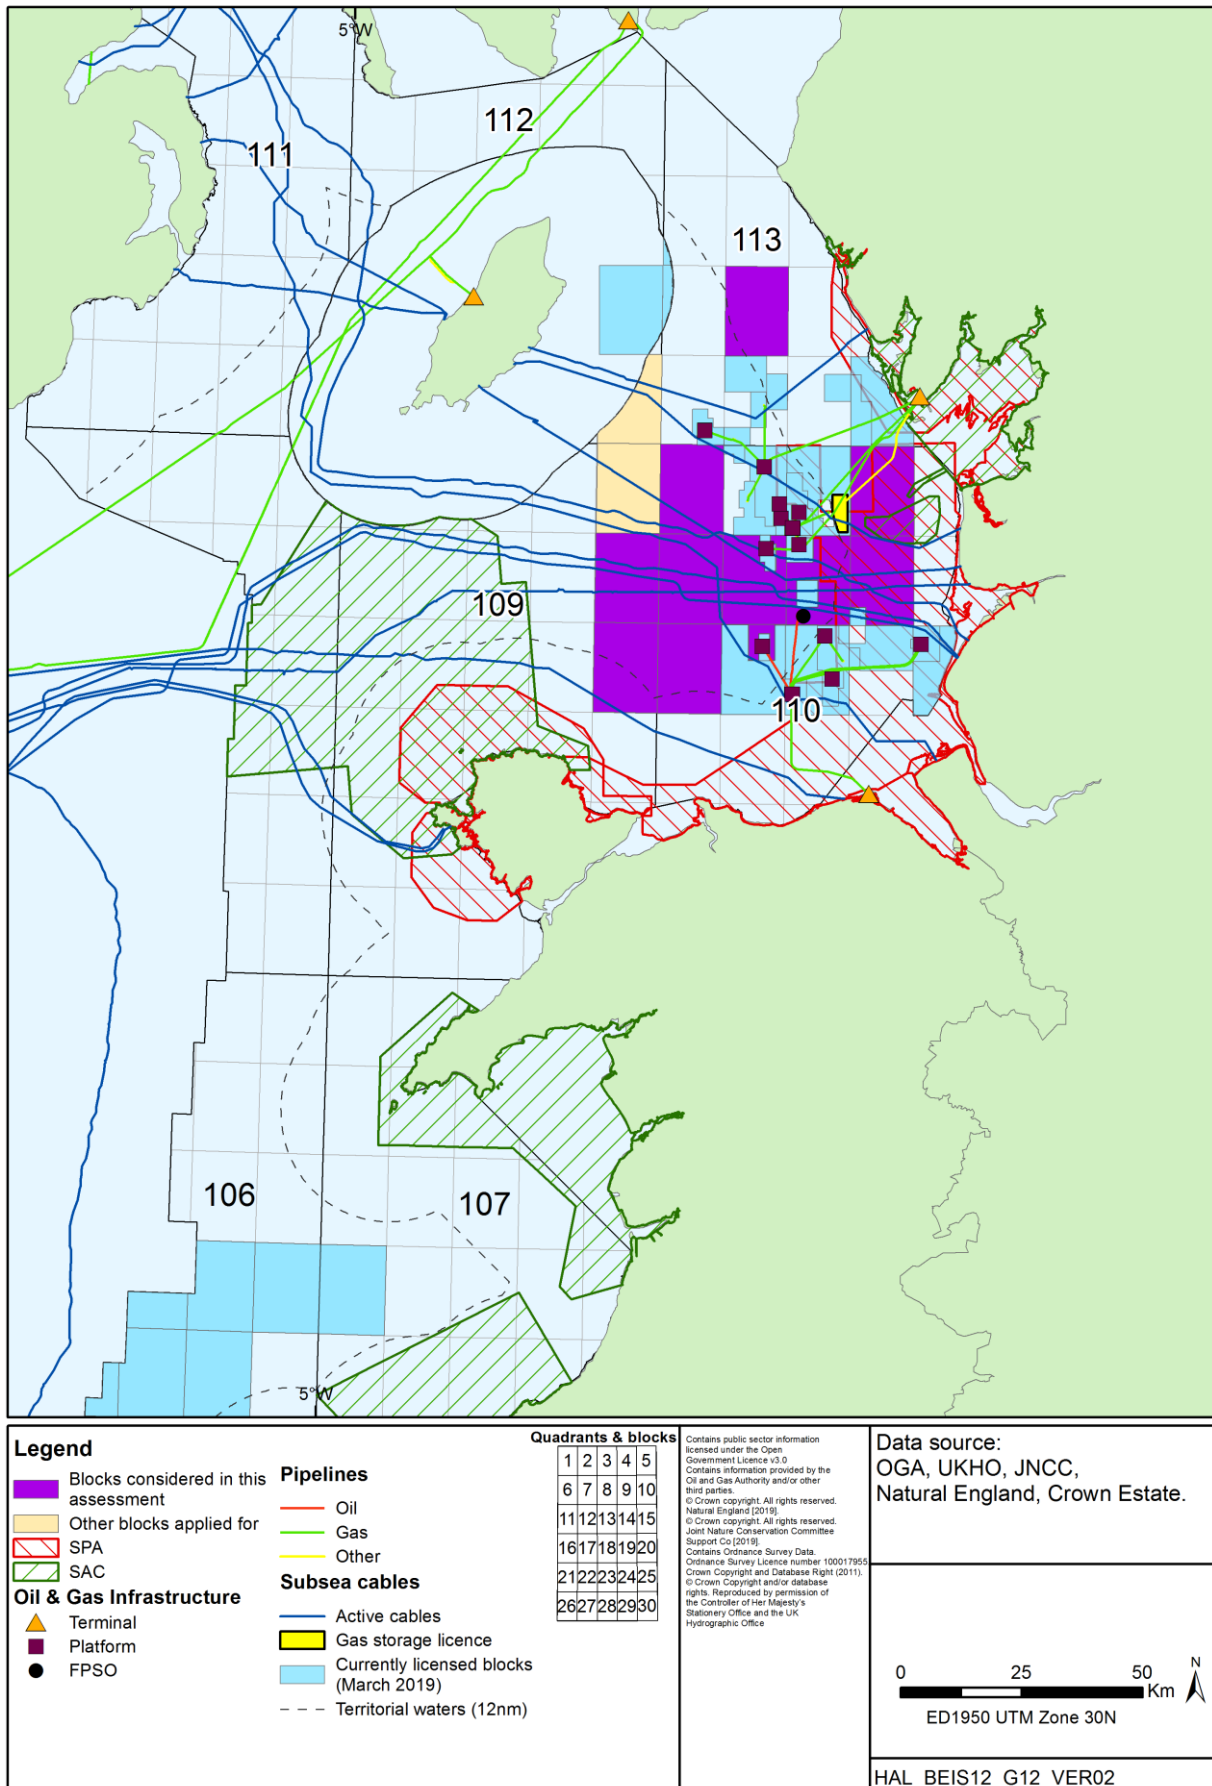 5°W
112
111
113
109
110
106
107
5°W
Legend
Blocks considered in this
assessment
Other blocks applied for
SPA
SAC
Oil & Gas Infrastructure
Terminal
Platform
FPSO
Pipelines
Oil
Gas
Other
Subsea cables
Active cables
Gas storage licence
Currently licensed blocks
(March 2019)
Territorial waters (12nm)
Quadrants & blocks
1 2 3 4 5
6 7 8 9 10
11 12 13 14 15
16 17 18 19 20
21 22 23 24 25
26 27 28 29 30
Contains public sector information
licensed under the Open
Government Licence v3.0
Contains information provided by the
Oil and Gas Authority and/or other
third parties.
© Crown copyright. All rights reserved.
Natural England [2019].
© Crown copyright. All rights reserved.
Joint Nature Conservation Committee
Support Co [2019].
Contains Ordnance Survey Data.
Ordnance Survey Licence number 100017955
Crown Copyright and Database Right (2011).
© Crown Copyright and/or database
rights. Reproduced by permission of
the Controller of Her Majesty's
Stationery Office and the UK
Hydrographic Office
Data source:
OGA, UKHO, JNCC,
Natural England, Crown Estate.
0 25 50
Km
N
ED1950 UTM Zone 30N
HAL_BEIS12_G12_VER02